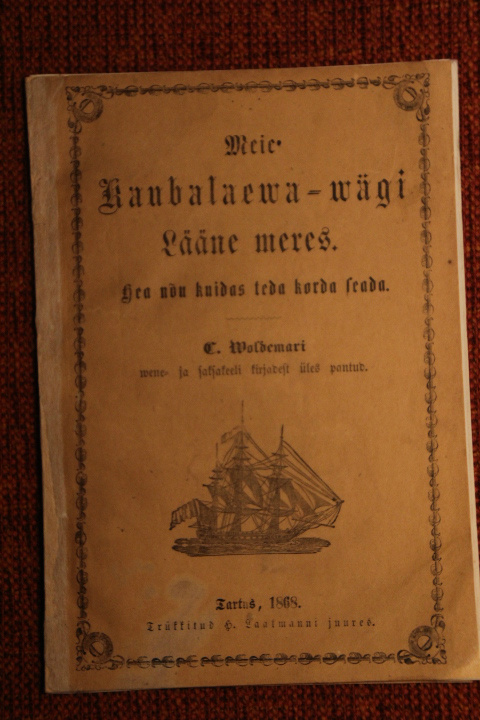 Meie
Kaubalaewa-wägi
Lääne meres.
Hea nõu kuidas teda korda seada.
C. Woldemari
wene- ja saksakeeli kirjadest üles pantud.
Tartus, 1868.
Trükkitud H. Laakmanni juures.